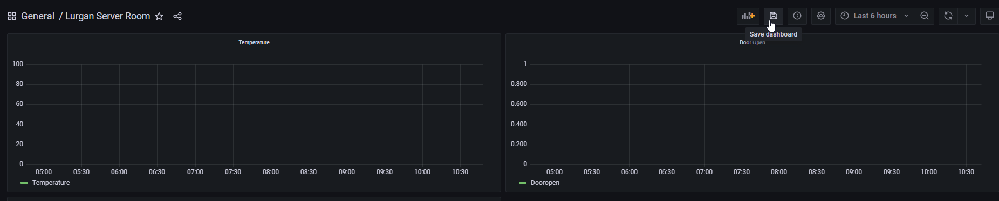 General / Lurgan Server Room
Last 6 hours
Save dashboard
Temperature
100
80
60
40
20
0
05:00 05:30 06:00 06:30 07:00 07:30 08:00 08:30 09:00 09:30 10:00 10:30
Temperature
Door Open
1
0.800
0.600
0.400
0.200
0
05:00 05:30 06:00 06:30 07:00 07:30 08:00 08:30 09:00 09:30 10:00 10:30
Dooropen